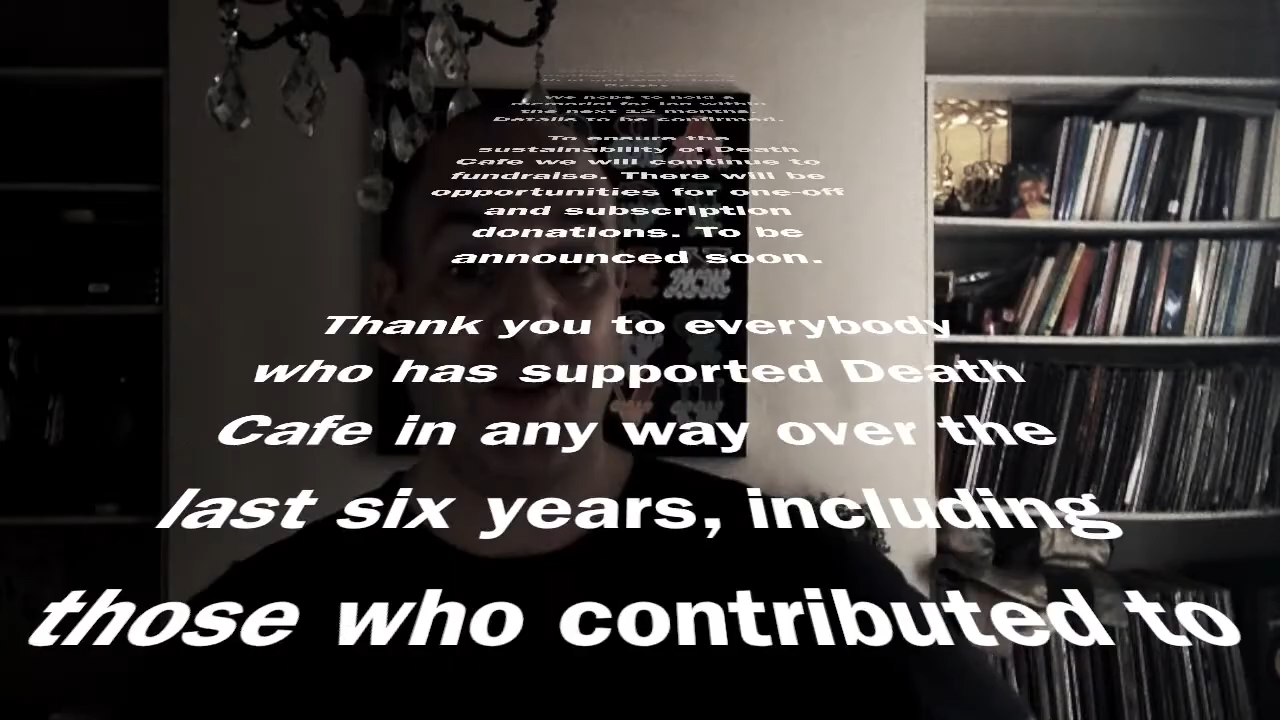 We hope to hold a
memorial for Jon within
the next 12 months.
Details to be confirmed.
To ensure the
sustainability of Death
Cafe we will continue to
fundraise. There will be
opportunities for one-off
and subscription
donations. To be
announced soon.
Thank you to everybody
who has supported Death
Cafe in any way over the
last six years, including
those who contributed to